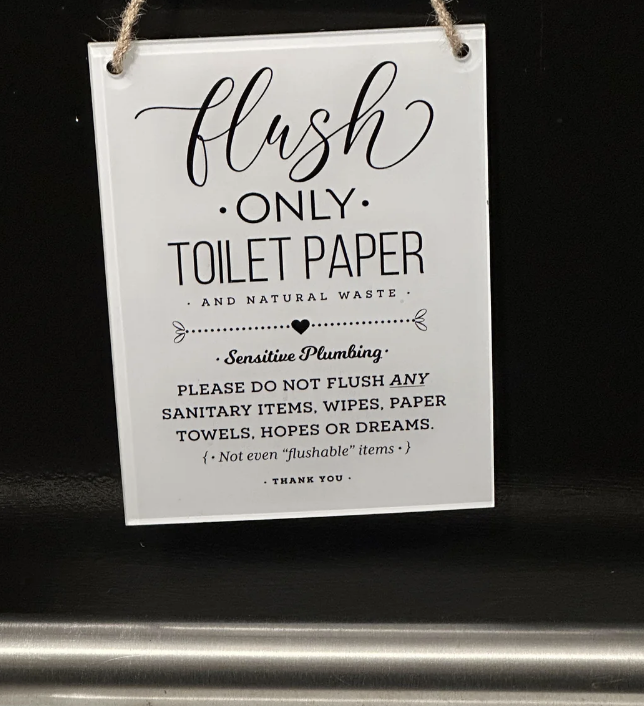 flush
· ONLY ·
TOILET PAPER
· AND NATURAL WASTE ·
· Sensitive Plumbing ·
PLEASE DO NOT FLUSH ANY
SANITARY ITEMS, WIPES, PAPER
TOWELS, HOPES OR DREAMS.
{ · Not even “flushable” items · }
· THANK YOU ·